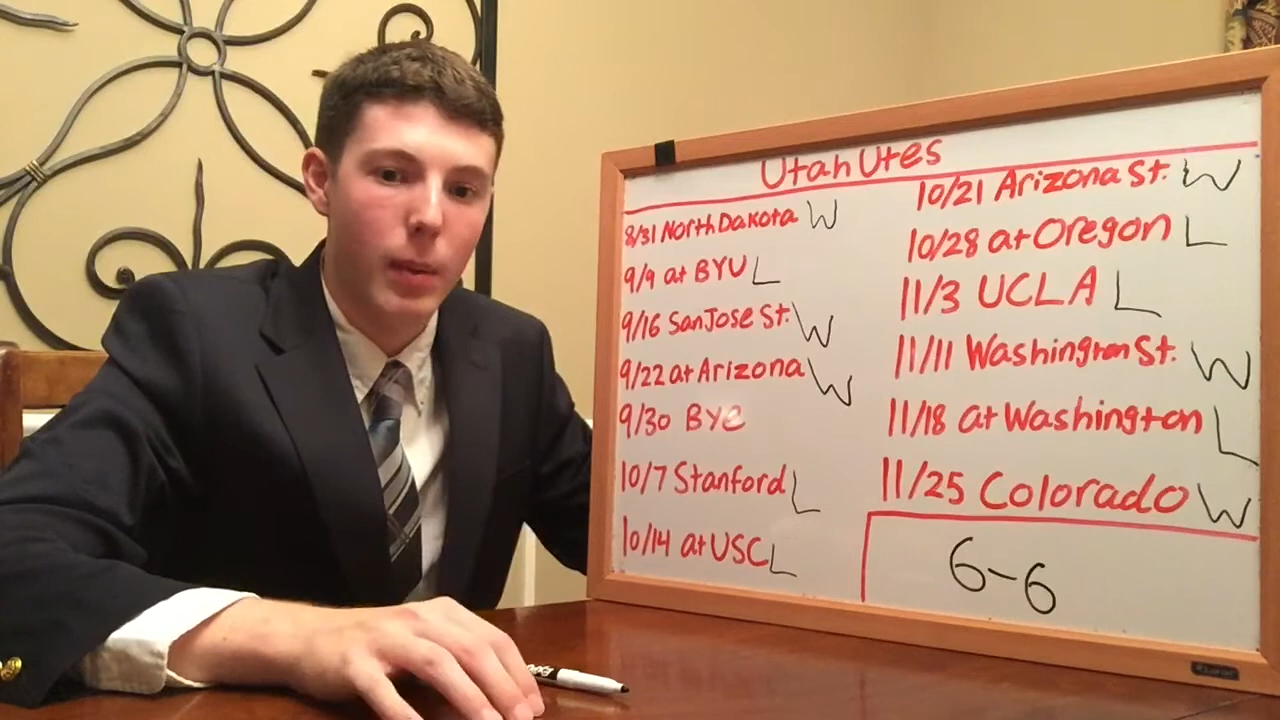 Utah Utes
8/31 North Dakota W
9/9 at BYU L
9/16 San Jose St. W
9/22 at Arizona W
9/30 Bye
10/7 Stanford L
10/14 at USC L
10/21 Arizona St. W
10/28 at Oregon L
11/3 UCLA L
11/11 Washington St. W
11/18 at Washington L
11/25 Colorado W
6-6
EXPO